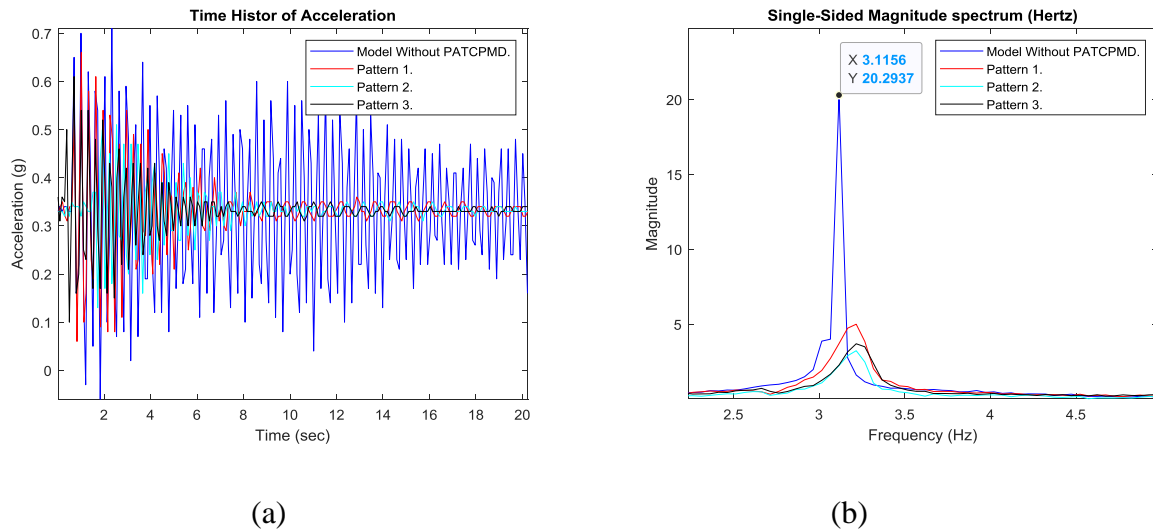 Time Histor of Acceleration
Model Without PATCPMD.
Pattern 1.
Pattern 2.
Pattern 3.
Acceleration (g)
0.7
0.6
0.5
0.4
0.3
0.2
0.1
0
2 4 6 8 10 12 14 16 18 20
Time (sec)
(a)
Single-Sided Magnitude spectrum (Hertz)
X 3.1156
Y 20.2937
Model Without PATCPMD.
Pattern 1.
Pattern 2.
Pattern 3.
Magnitude
20
15
10
5
2.5 3 3.5 4 4.5
Frequency (Hz)
(b)